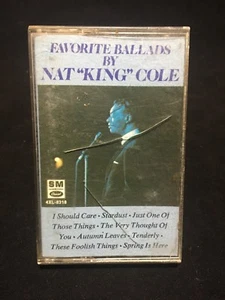 FAVORITE BALLADS
BY
NAT "KING" COLE
SM
I Should Care • Stardust • Just One Of
Those Things • The Very Thought Of
You • Autumn Leaves • Tenderly •
These Foolish Things • Spring Is Here